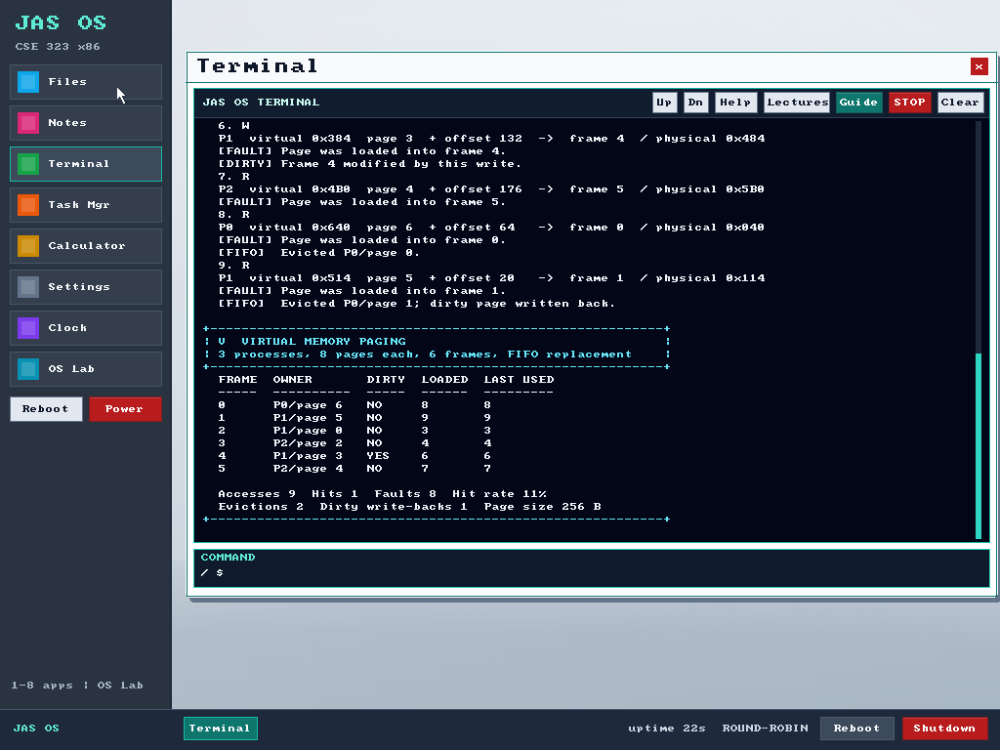 JAS OS
CSE 323 x86
Files
Notes
Terminal
Task Mgr
Calculator
Settings
Clock
OS Lab
Reboot Power
1-8 apps | OS Lab
Terminal x
JAS OS TERMINAL Up Dn Help Lectures Guide STOP Clear
6. W
P1 virtual 0x384 page 3 + offset 132 -> frame 4 / physical 0x484
[FAULT] Page was loaded into frame 4.
[DIRTY] Frame 4 modified by this write.
7. R
P2 virtual 0x4B0 page 4 + offset 176 -> frame 5 / physical 0x5B0
[FAULT] Page was loaded into frame 5.
8. R
P0 virtual 0x640 page 6 + offset 64 -> frame 0 / physical 0x040
[FAULT] Page was loaded into frame 0.
[FIFO] Evicted P0/page 0.
9. R
P1 virtual 0x514 page 5 + offset 20 -> frame 1 / physical 0x114
[FAULT] Page was loaded into frame 1.
[FIFO] Evicted P0/page 1; dirty page written back.
+----------------------------------------------------------+
| V VIRTUAL MEMORY PAGING |
| 3 processes, 8 pages each, 6 frames, FIFO replacement |
+----------------------------------------------------------+
FRAME OWNER DIRTY LOADED LAST USED
----- ---------- ----- ------ ---------
0 P0/page 6 NO 8 8
1 P1/page 5 NO 9 9
2 P1/page 0 NO 3 3
3 P2/page 2 NO 4 4
4 P1/page 3 YES 6 6
5 P2/page 4 NO 7 7
Accesses 9 Hits 1 Faults 8 Hit rate 11%
Evictions 2 Dirty write-backs 1 Page size 256 B
+----------------------------------------------------------+
COMMAND
/ $
JAS OS Terminal uptime 22s ROUND-ROBIN Reboot Shutdown